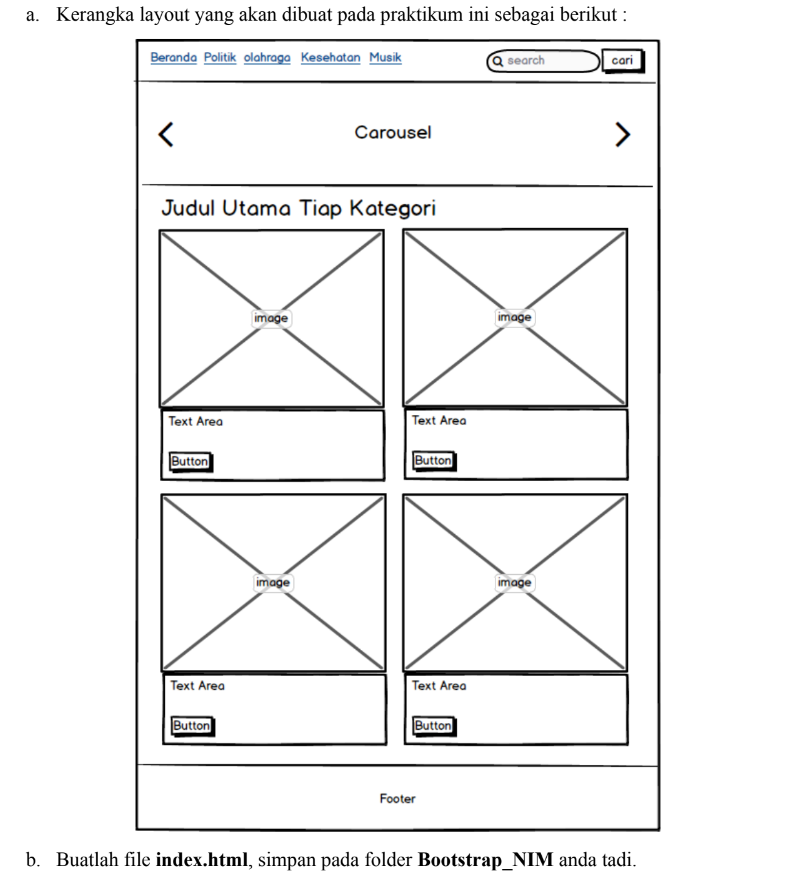 a. Kerangka layout yang akan dibuat pada praktikum ini sebagai berikut :
Beranda Politik olahraga Kesehatan Musik search cari
Carousel
Judul Utama Tiap Kategori
image image
Text Area Text Area
Button Button
image image
Text Area Text Area
Button Button
Footer
b. Buatlah file index.html, simpan pada folder Bootstrap_NIM anda tadi.